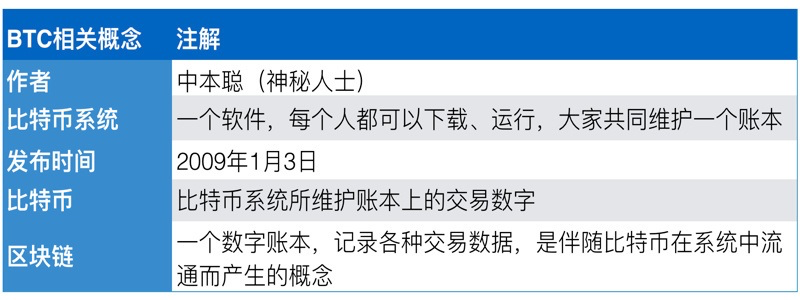 BTC相关概念 注解
作者 中本聪（神秘人士）
比特币系统 一个软件，每个人都可以下载、运行，大家共同维护一个账本
发布时间 2009年1月3日
比特币 比特币系统所维护账本上的交易数字
区块链 一个数字账本，记录各种交易数据，是伴随比特币在系统中流
通而产生的概念